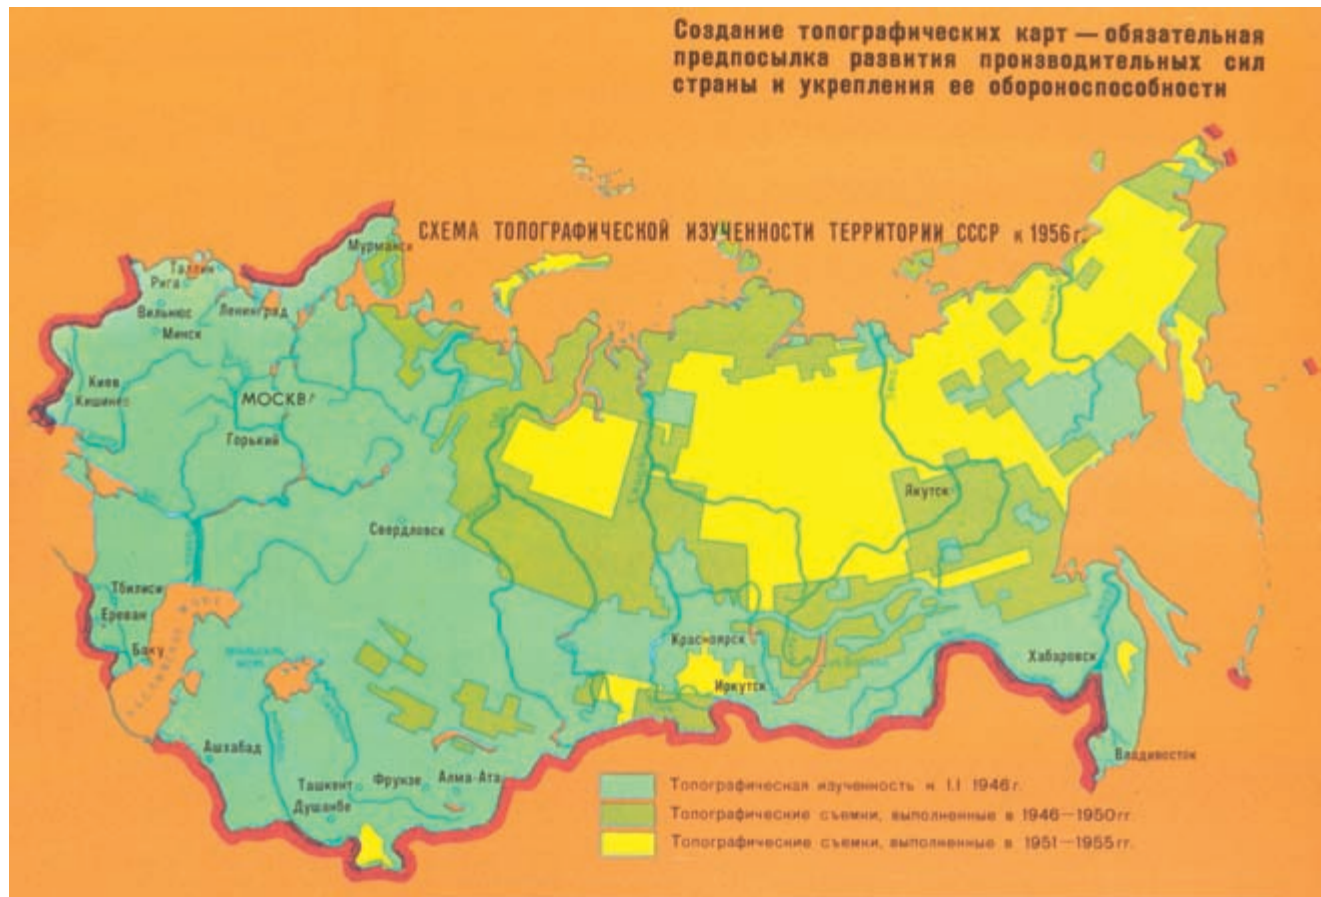 Создание топографических карт — обязательная
предпосылка развития производительных сил
страны и укрепления ее обороноспособности
СХЕМА ТОПОГРАФИЧЕСКОЙ ИЗУЧЕННОСТИ ТЕРРИТОРИИ СССР к 1956 г.
Мурманск
Таллин
Рига
Вильнюс
Ленинград
Минск
Киев
Кишинев
МОСКВА
Горький
Якутск
Свердловск
Тбилиси
Ереван
Баку
Красноярск
Иркутск
Хабаровск
Владивосток
Ашхабад
Ташкент
Фрунзе
Алма-Ата
Душанбе
Топографическая изученность к 1.I 1946 г.
Топографические съемки, выполненные в 1946—1950 гг.
Топографические съемки, выполненные в 1951—1955 гг.